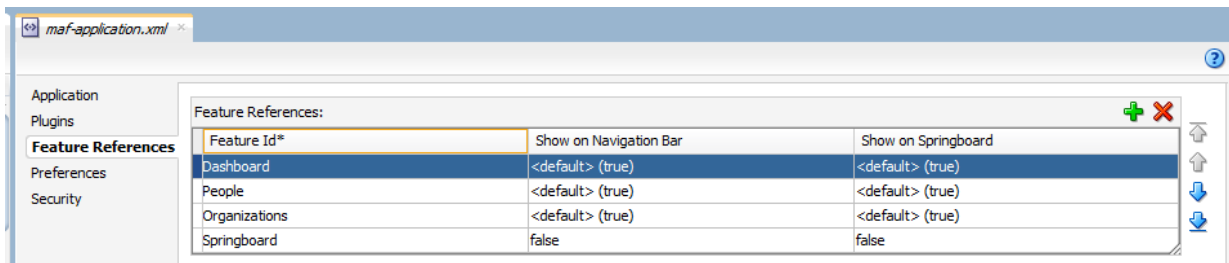 maf-application.xml
Application
Plugins
Feature References
Preferences
Security
Feature References:
Feature Id* Show on Navigation Bar Show on Springboard
Dashboard <default> (true) <default> (true)
People <default> (true) <default> (true)
Organizations <default> (true) <default> (true)
Springboard false false